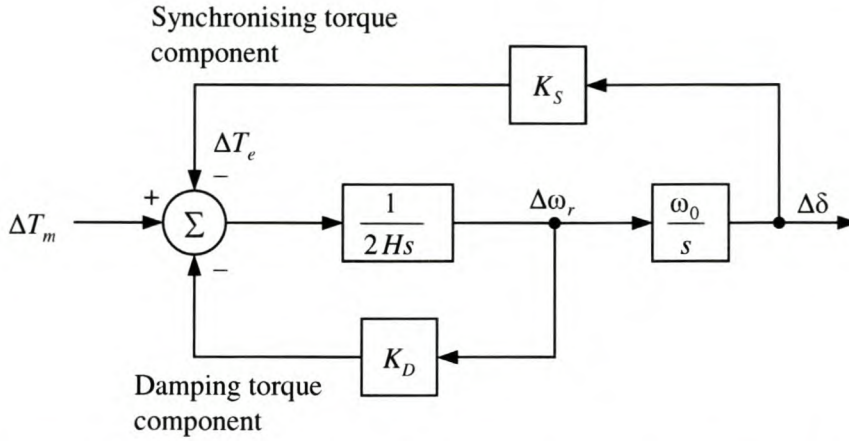 Synchronising torque
component
K_S
ΔT_e
−
+
ΔT_m
Σ
1
2Hs
Δω_r
ω_0
s
Δδ
−
K_D
Damping torque
component